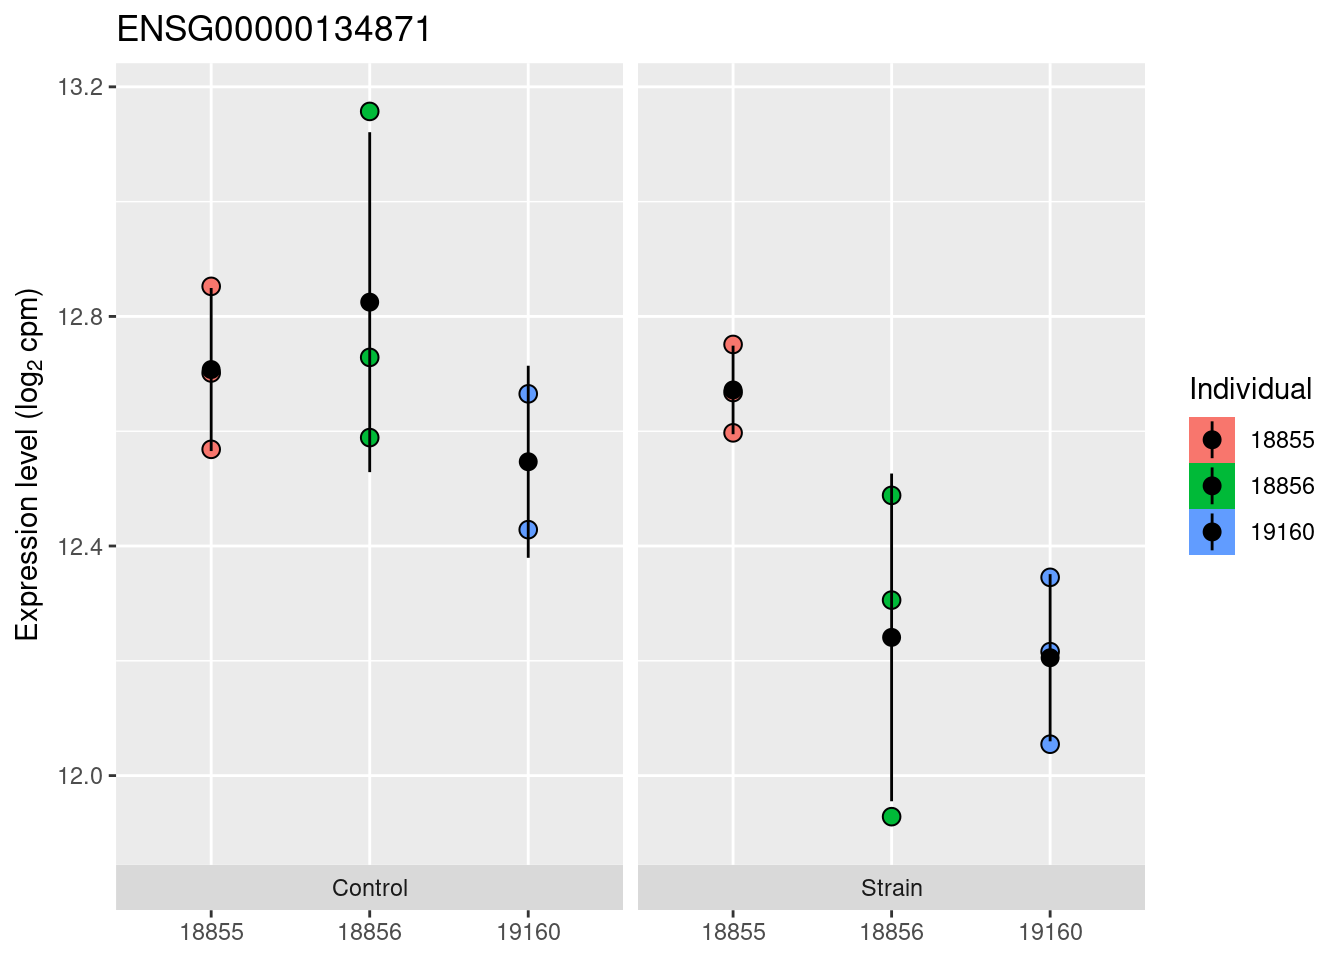 ENSG00000134871
13.2
12.8
12.4
12.0
Expression level (log₂ cpm)
Control
Strain
18855
18856
19160
18855
18856
19160
Individual
18855
18856
19160